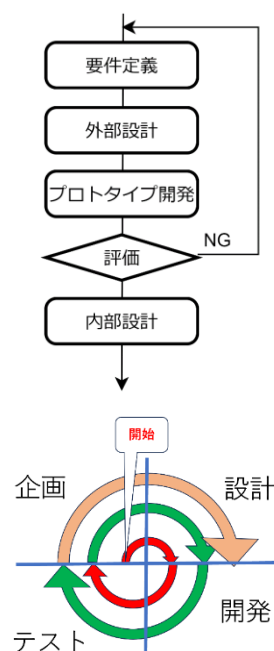 要件定義
外部設計
プロトタイプ開発
評価
NG
内部設計
開始
企画
設計
開発
テスト